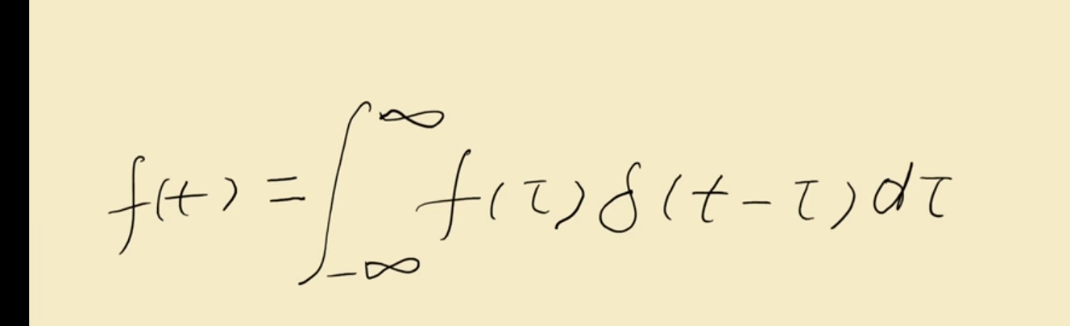 f(t) = ∫_{-∞}^{∞} f(τ) δ(t - τ) dτ